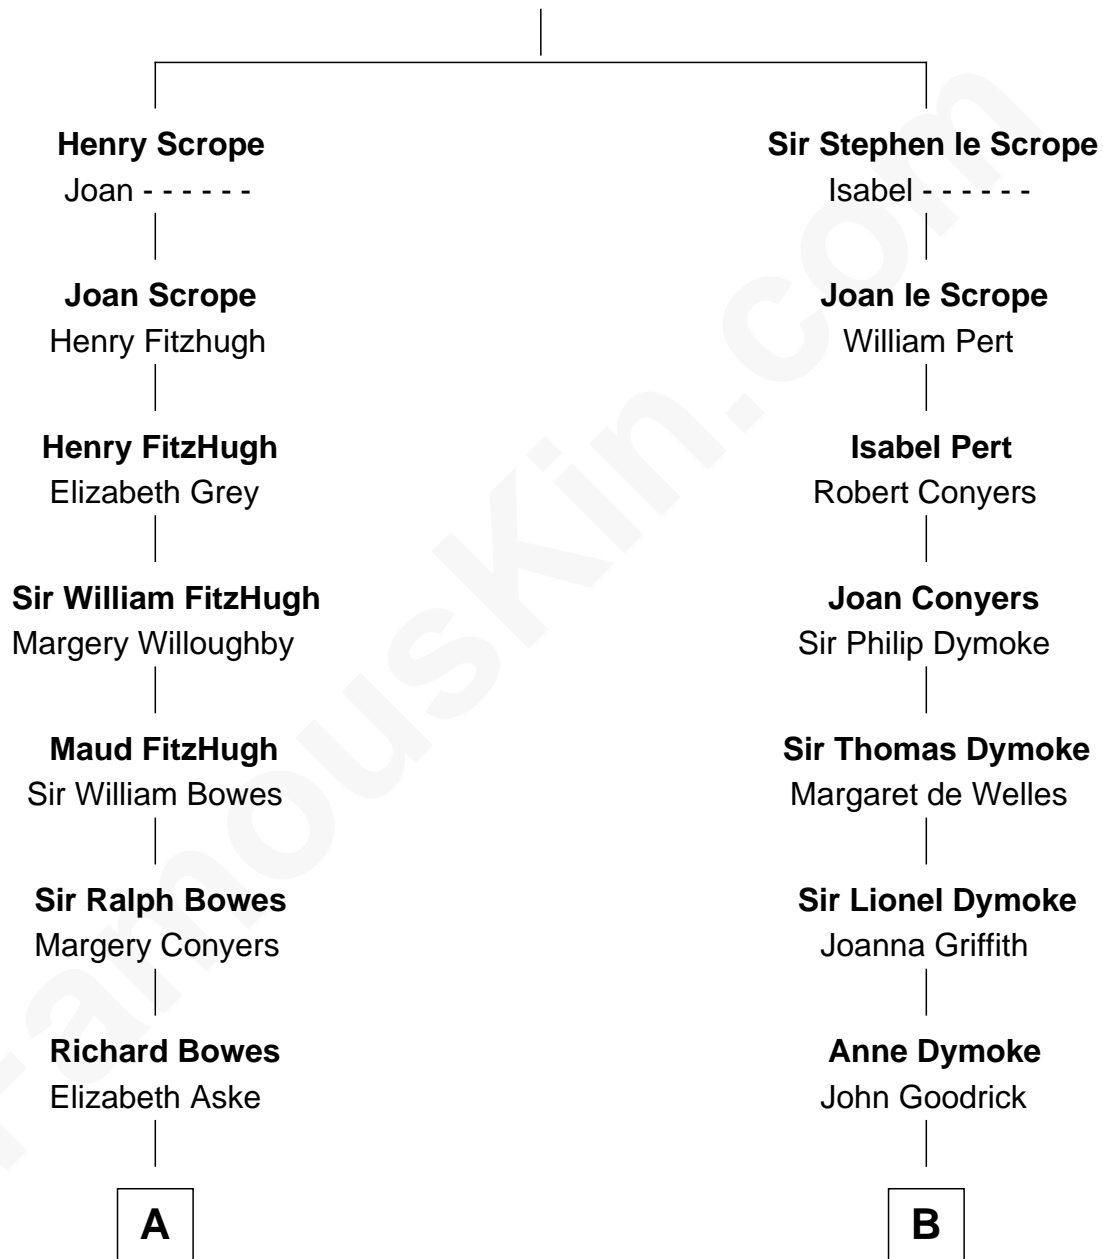 Henry Scrope
Joan - - - - - -
Joan Scrope
Henry Fitzhugh
Henry FitzHugh
Elizabeth Grey
Sir William FitzHugh
Margery Willoughby
Maud FitzHugh
Sir William Bowes
Sir Ralph Bowes
Margery Conyers
Richard Bowes
Elizabeth Aske
A
Sir Stephen le Scrope
Isabel - - - - - -
Joan le Scrope
William Pert
Isabel Pert
Robert Conyers
Joan Conyers
Sir Philip Dymoke
Sir Thomas Dymoke
Margaret de Welles
Sir Lionel Dymoke
Joanna Griffith
Anne Dymoke
John Goodrick
B
FamousKin.com